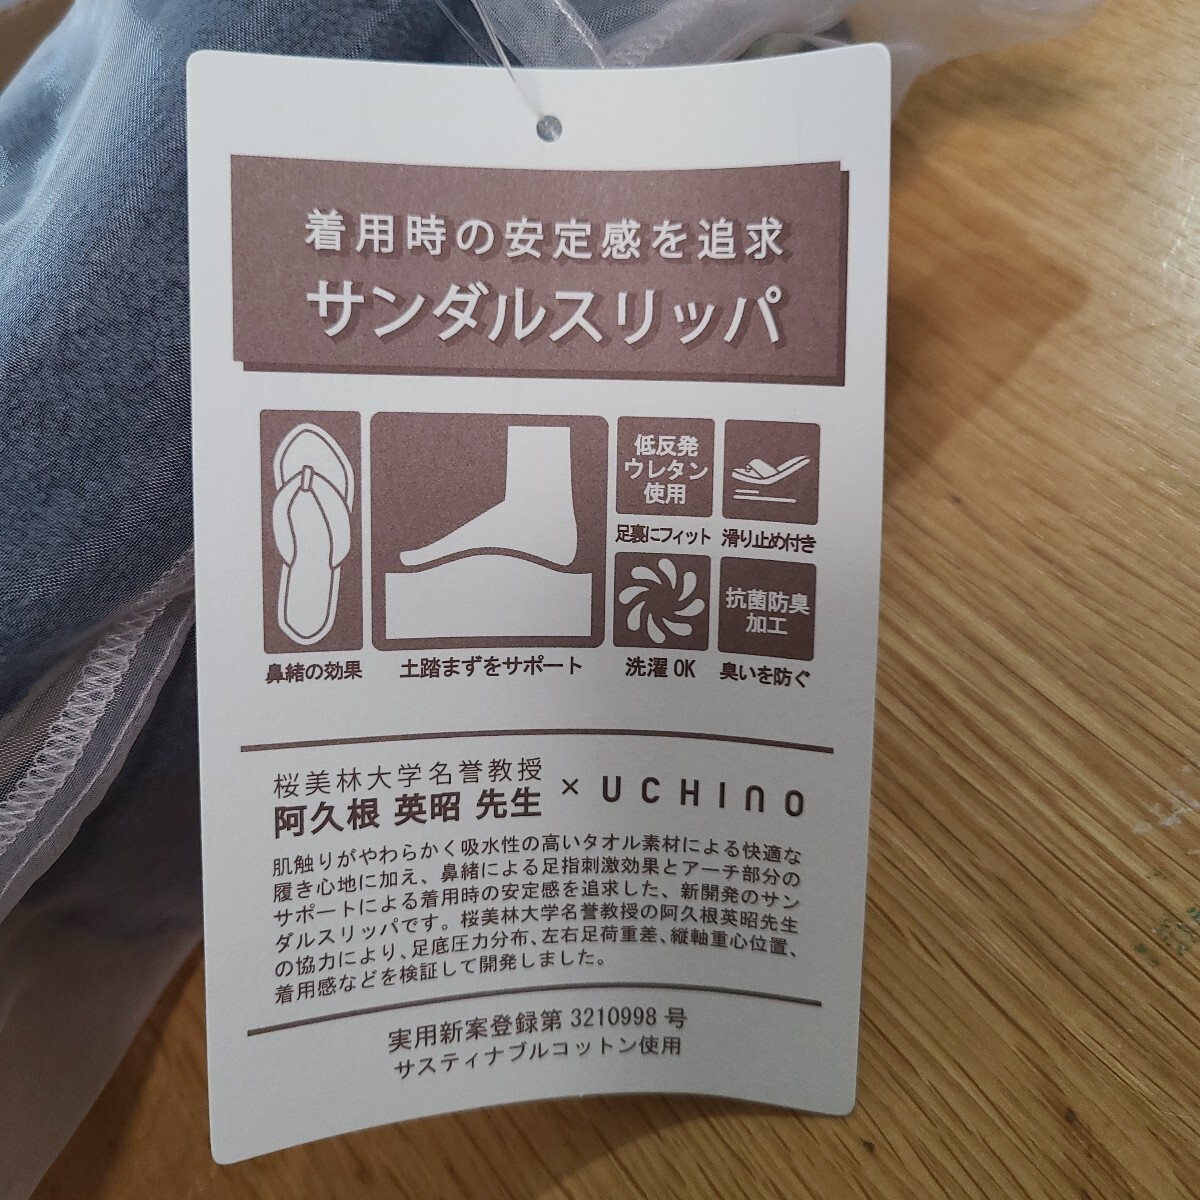 着用時の安定感を追求
サンダルスリッパ
鼻緒の効果
土踏まずをサポート
低反発
ウレタン
使用
足裏にフィット
滑り止め付き
洗濯OK
抗菌防臭
加工
臭いを防ぐ
桜美林大学名誉教授
阿久根 英昭 先生
× UCHINO
肌触りがやわらかく吸水性の高いタオル素材による快適な
履き心地に加え、鼻緒による足指刺激効果とアーチ部分の
サポートによる着用時の安定感を追求した、新開発のサン
ダルスリッパです。桜美林大学名誉教授の阿久根英昭先生
の協力により、足底圧力分布、左右足荷重差、縦軸重心位置、
着用感などを検証して開発しました。
実用新案登録第 3210998 号
サスティナブルコットン使用